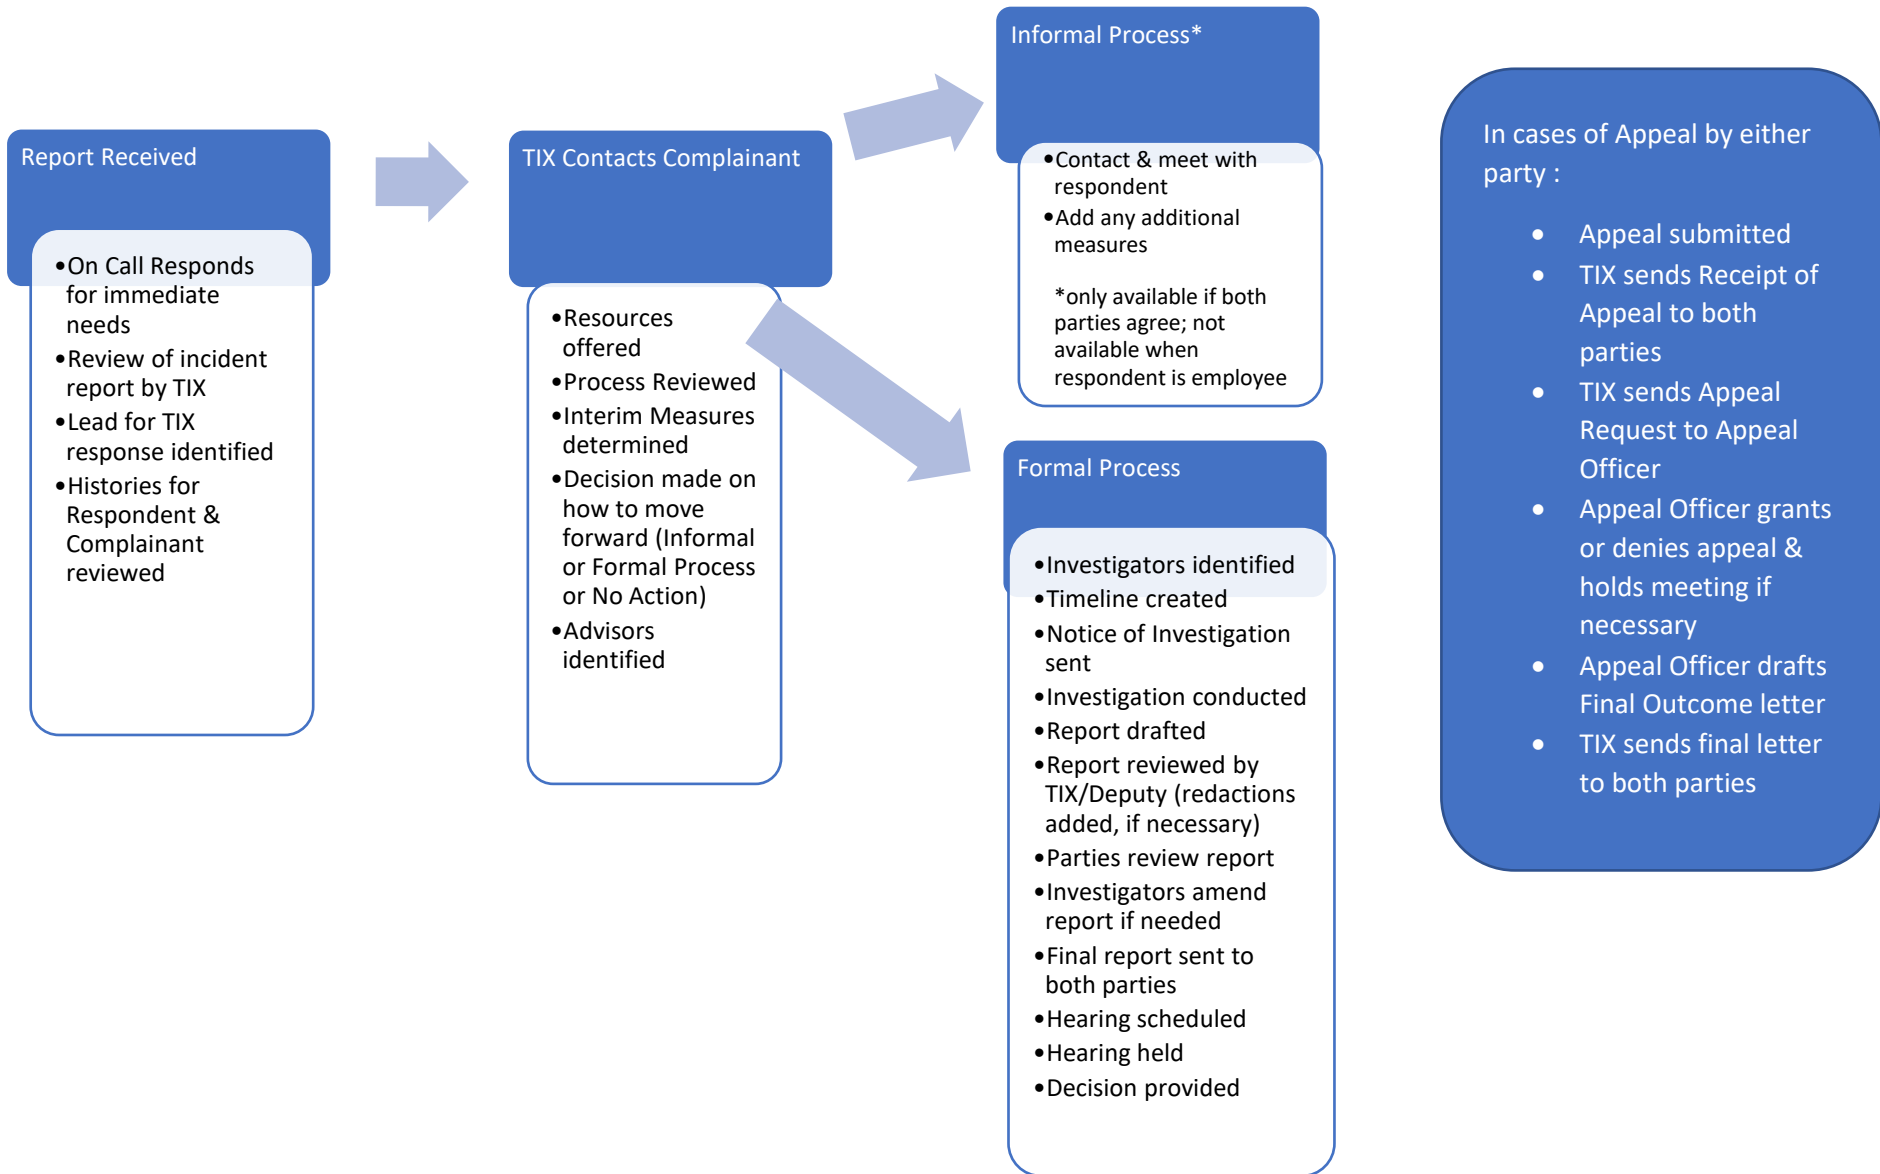 Report Received
•On Call Responds
for immediate
needs
•Review of incident
report by TIX
•Lead for TIX
response identified
•Histories for
Respondent &
Complainant
reviewed
TIX Contacts Complainant
•Resources
offered
•Process Reviewed
•Interim Measures
determined
•Decision made on
how to move
forward (Informal
or Formal Process
or No Action)
•Advisors
identified
Informal Process*
•Contact & meet with
respondent
•Add any additional
measures
*only available if both
parties agree; not
available when
respondent is employee
Formal Process
•Investigators identified
•Timeline created
•Notice of Investigation
sent
•Investigation conducted
•Report drafted
•Report reviewed by
TIX/Deputy (redactions
added, if necessary)
•Parties review report
•Investigators amend
report if needed
•Final report sent to
both parties
•Hearing scheduled
•Hearing held
•Decision provided
In cases of Appeal by either
party :
• Appeal submitted
• TIX sends Receipt of
Appeal to both
parties
• TIX sends Appeal
Request to Appeal
Officer
• Appeal Officer grants
or denies appeal &
holds meeting if
necessary
• Appeal Officer drafts
Final Outcome letter
• TIX sends final letter
to both parties